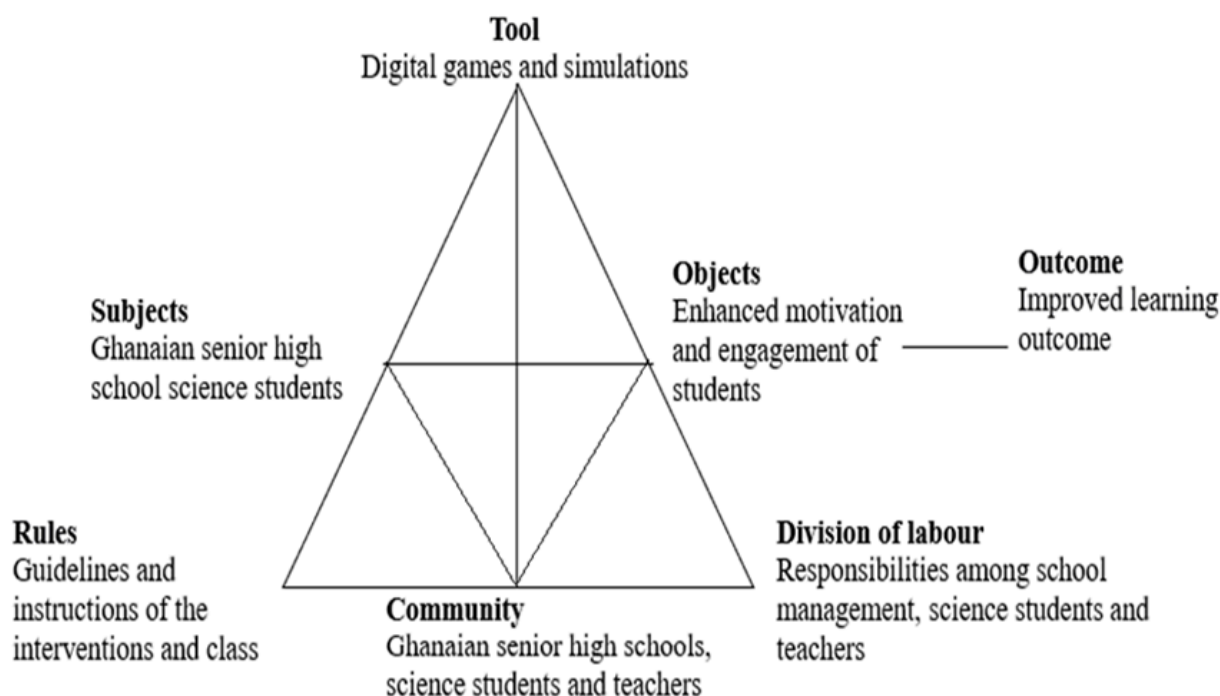 Tool
Digital games and simulations
Subjects
Ghanaian senior high
school science students
Objects
Enhanced motivation
and engagement of
students
Outcome
Improved learning
outcome
Rules
Guidelines and
instructions of the
interventions and class
Community
Ghanaian senior high schools,
science students and teachers
Division of labour
Responsibilities among school
management, science students and
teachers